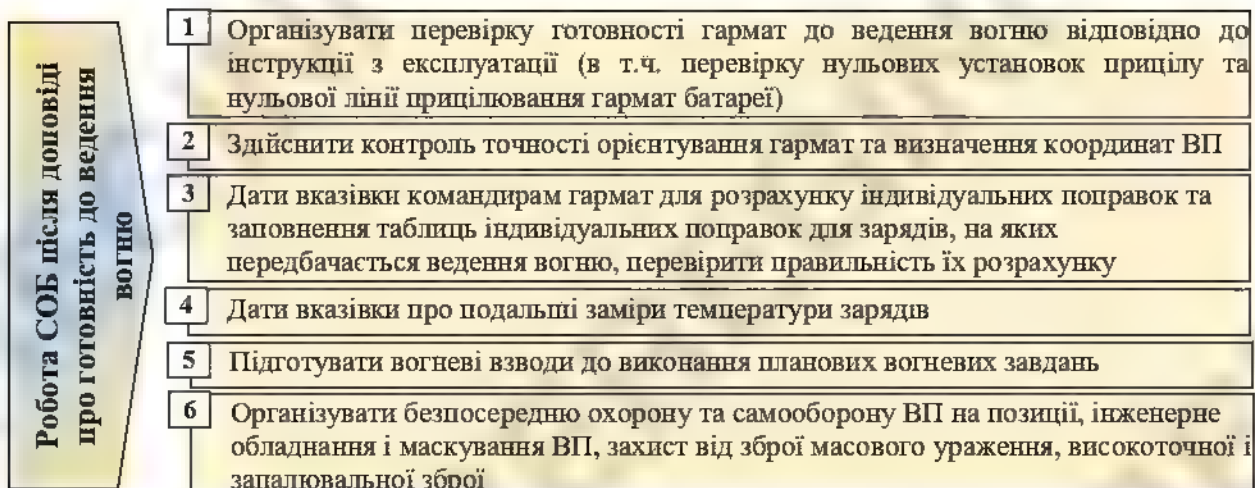 Робота СОБ після доповіді
про готовність до ведення
вогню
1 Організувати перевірку готовності гармат до ведення вогню відповідно до
інструкції з експлуатації (в т.ч. перевірку нульових установок прицілу та
нульової лінії прицілювання гармат батареї)
2 Здійснити контроль точності орієнтування гармат та визначення координат ВП
3 Дати вказівки командирам гармат для розрахунку індивідуальних поправок та
заповнення таблиць індивідуальних поправок для зарядів, на яких
передбачається ведення вогню, перевірити правильність їх розрахунку
4 Дати вказівки про подальші заміри температури зарядів
5 Підготувати вогневі взводи до виконання планових вогневих завдань
6 Організувати безпосередню охорону та самооборону ВП на позиції, інженерне
обладнання і маскування ВП, захист від зброї масового ураження, високоточної і
запалювальної зброї